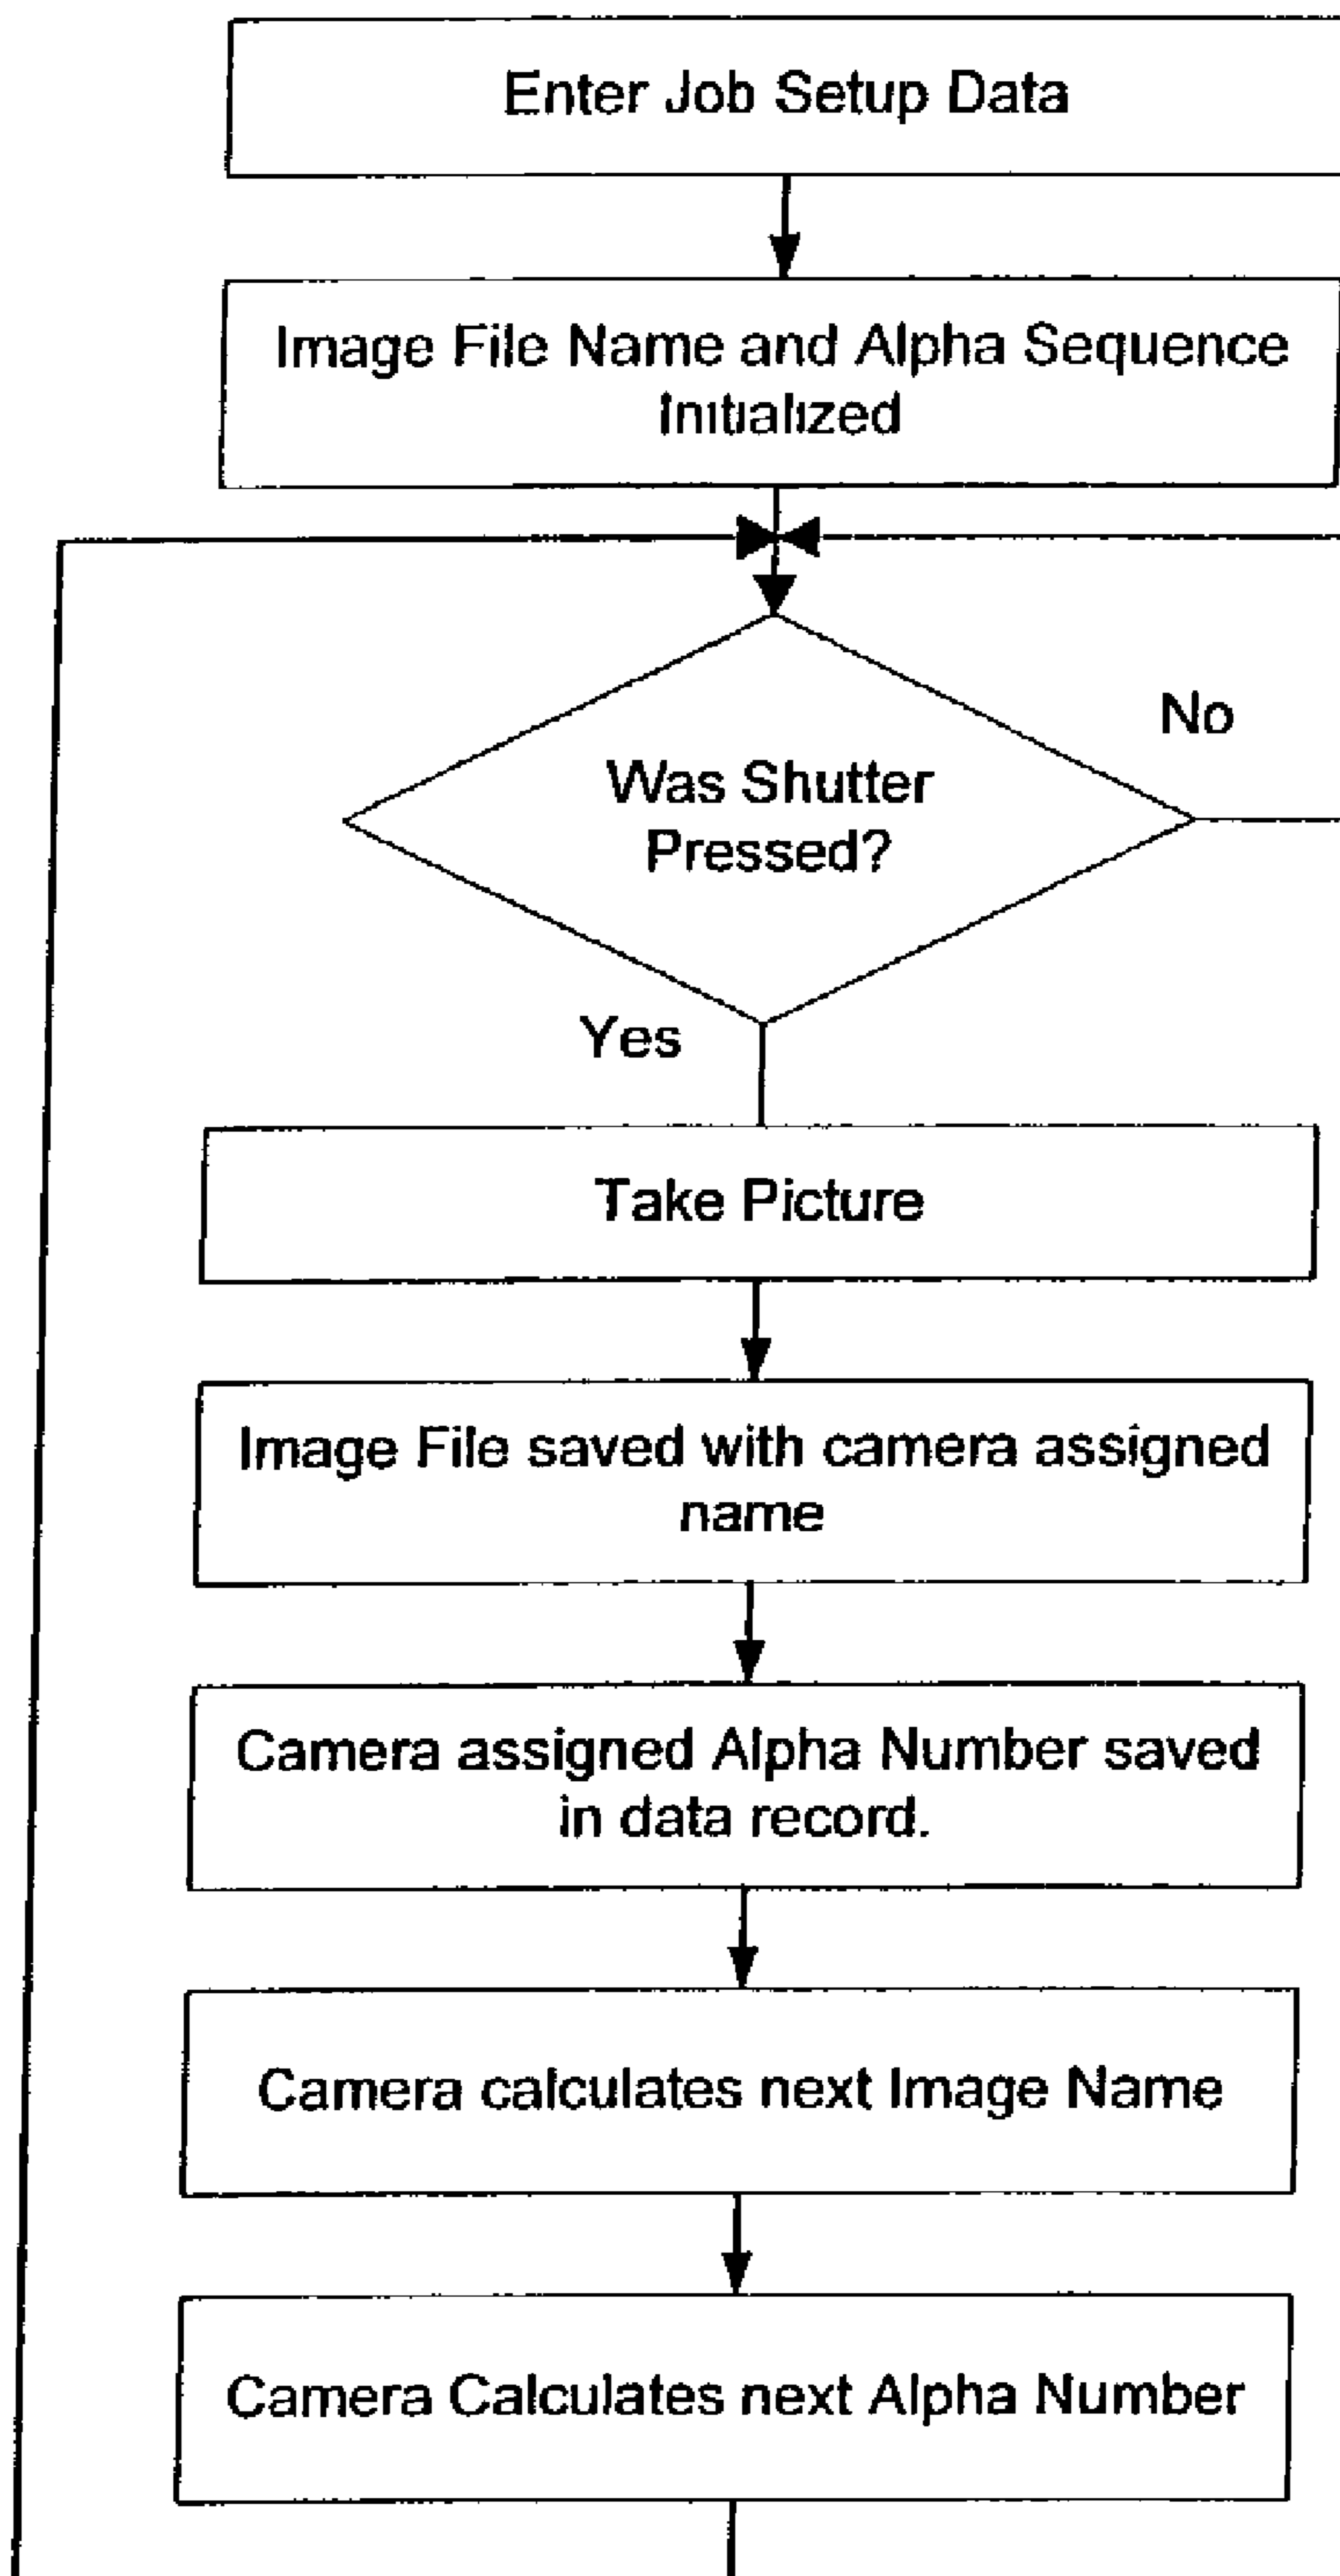 Enter Job Setup Data
Image File Name and Alpha Sequence
Initialized
No
Was Shutter
Pressed?
Yes
Take Picture
Image File saved with camera assigned
name
Camera assigned Alpha Number saved
in data record.
Camera calculates next Image Name
Camera Calculates next Alpha Number